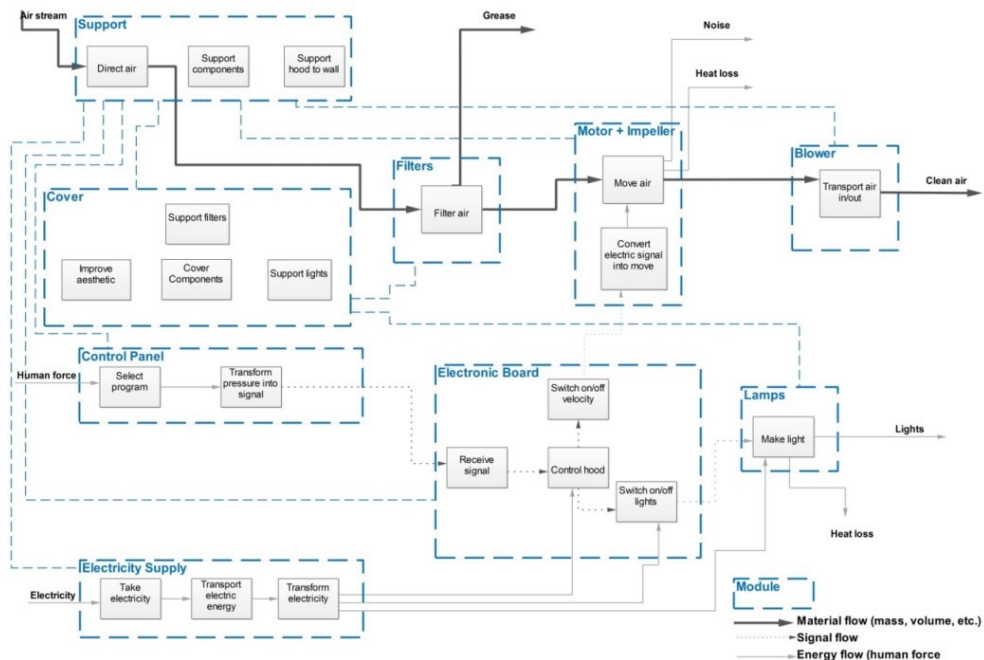 Air stream
Support
Direct air
Support
components
Support
hood to wall
Grease
Noise
Heat loss
Motor + Impeller
Move air
Convert
electric signal
into move
Blower
Transport air
in/out
Clean air
Filters
Filter air
Cover
Support filters
Improve
aesthetic
Cover
Components
Support lights
Control Panel
Human force
Select
program
Transform
pressure into
signal
Electronic Board
Switch on/off
velocity
Receive
signal
Control hood
Switch on/off
lights
Lamps
Make light
Lights
Heat loss
Electricity Supply
Electricity
Take
electricity
Transport
electric
energy
Transform
electricity
Module
Material flow (mass, volume, etc.)
Signal flow
Energy flow (human force